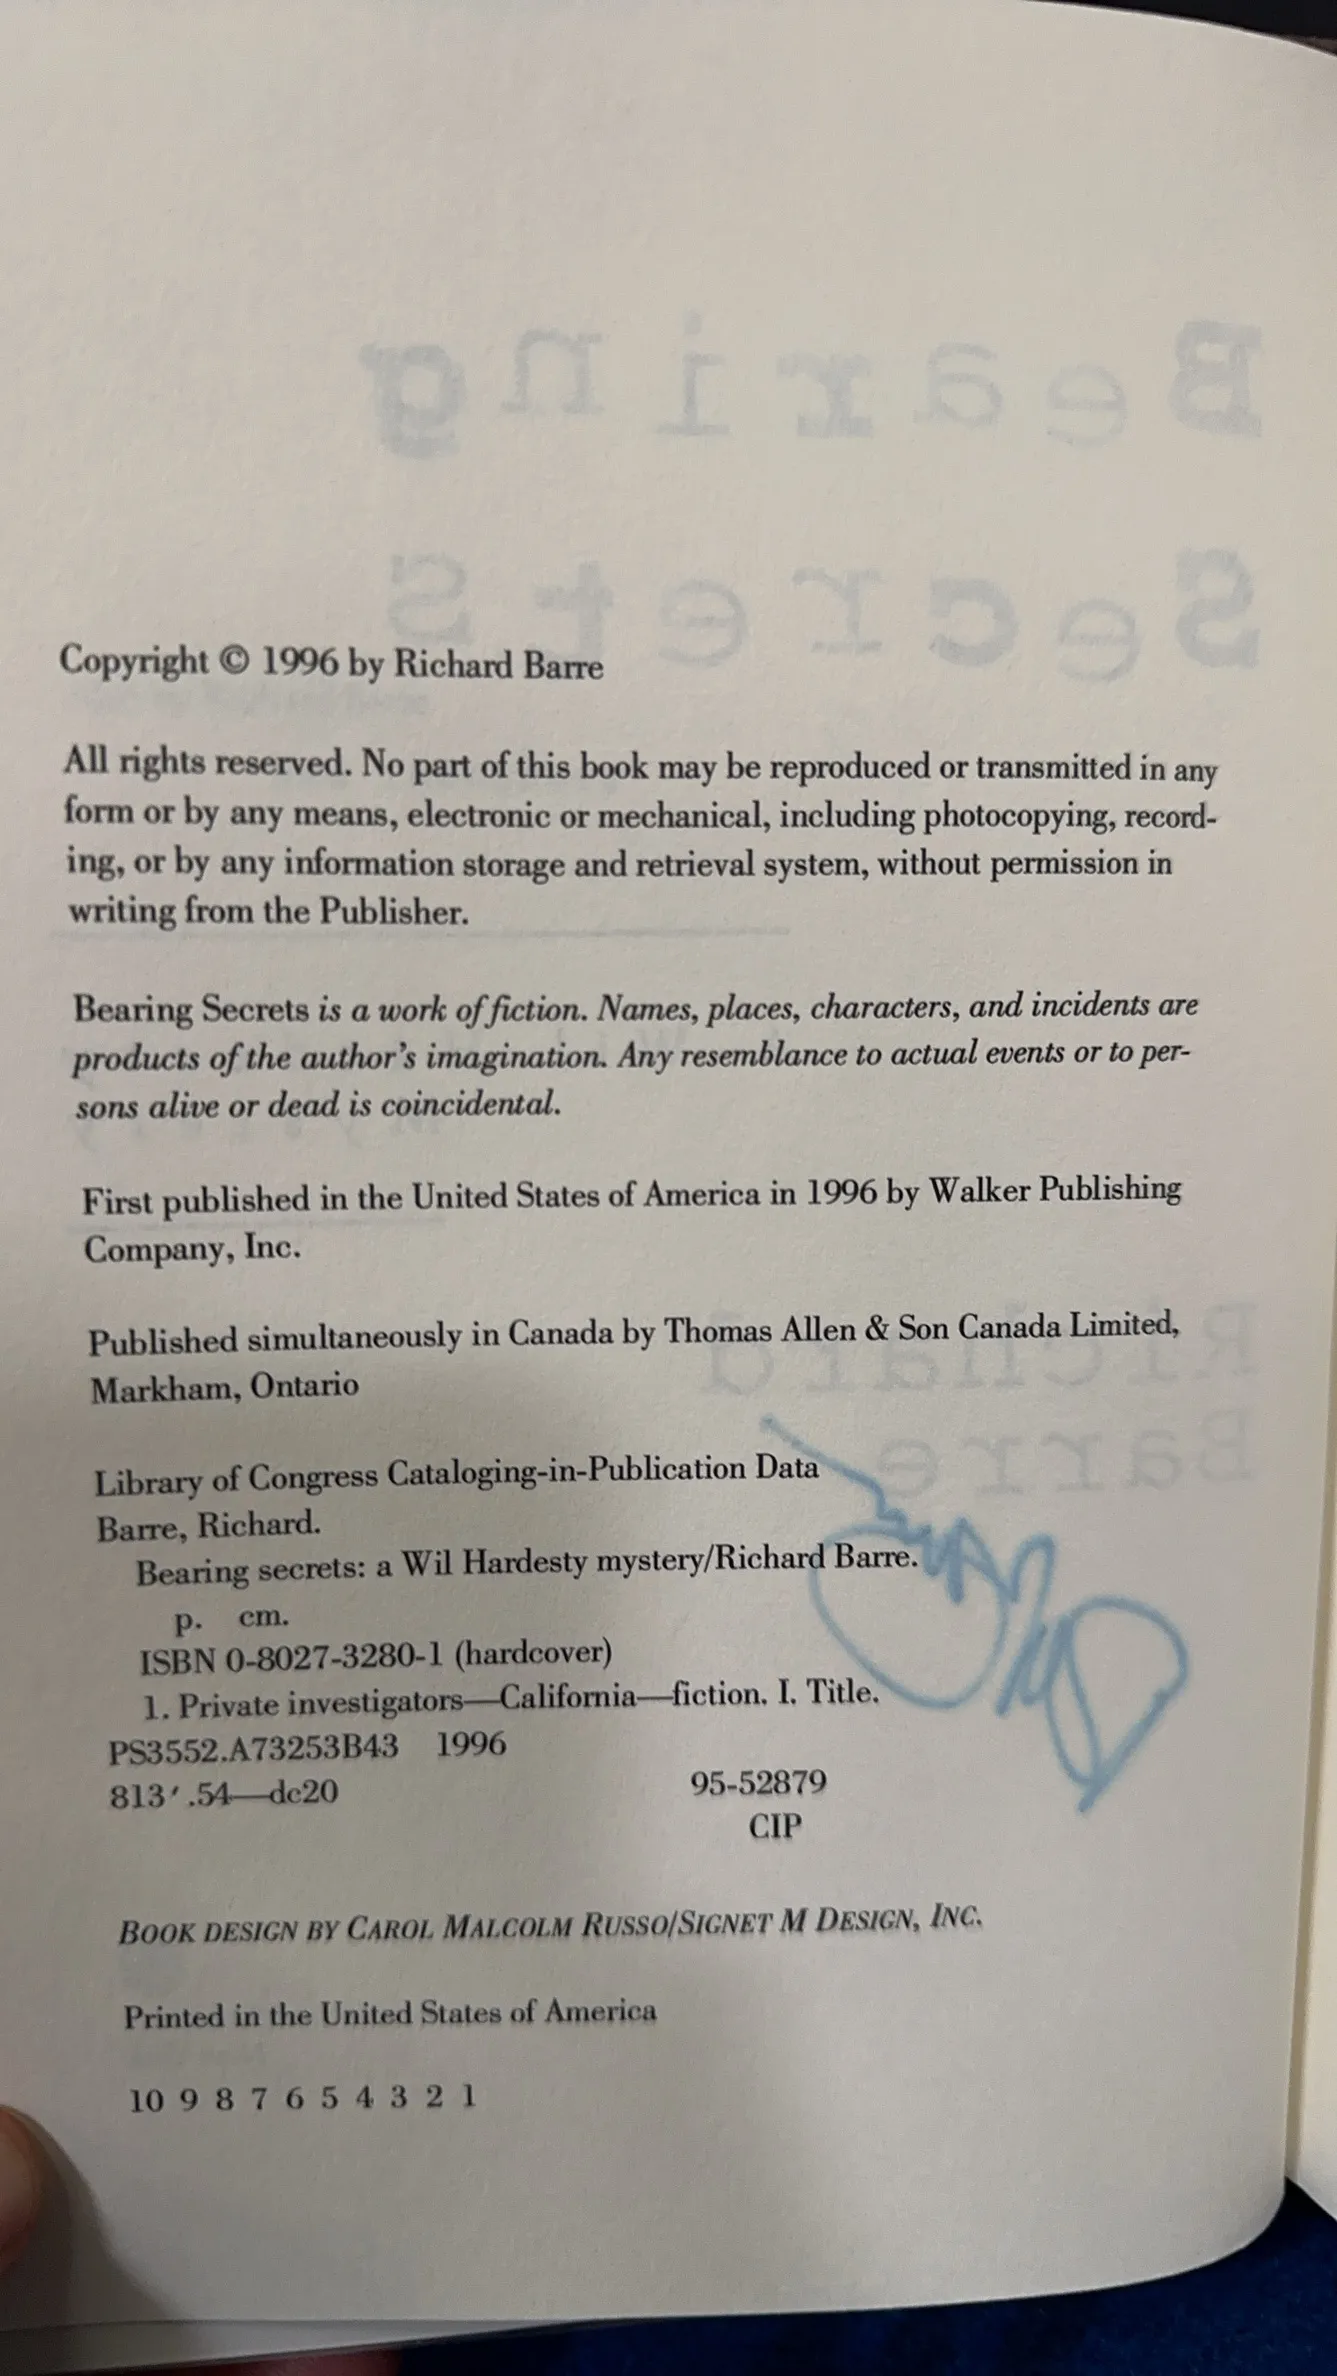 Copyright © 1996 by Richard Barre
All rights reserved. No part of this book may be reproduced or transmitted in any
form or by any means, electronic or mechanical, including photocopying, record-
ing, or by any information storage and retrieval system, without permission in
writing from the Publisher.
Bearing Secrets is a work of fiction. Names, places, characters, and incidents are
products of the author's imagination. Any resemblance to actual events or to per-
sons alive or dead is coincidental.
First published in the United States of America in 1996 by Walker Publishing
Company, Inc.
Published simultaneously in Canada by Thomas Allen & Son Canada Limited,
Markham, Ontario
Library of Congress Cataloging-in-Publication Data
Barre, Richard.
Bearing secrets: a Wil Hardesty mystery/Richard Barre.
p. cm.
ISBN 0-8027-3280-1 (hardcover)
1. Private investigators—California—fiction. I. Title.
PS3552.A73253B43 1996
813′.54—dc20
95-52879
CIP
BOOK DESIGN BY CAROL MALCOLM RUSSO/SIGNET M DESIGN, INC.
Printed in the United States of America
10 9 8 7 6 5 4 3 2 1